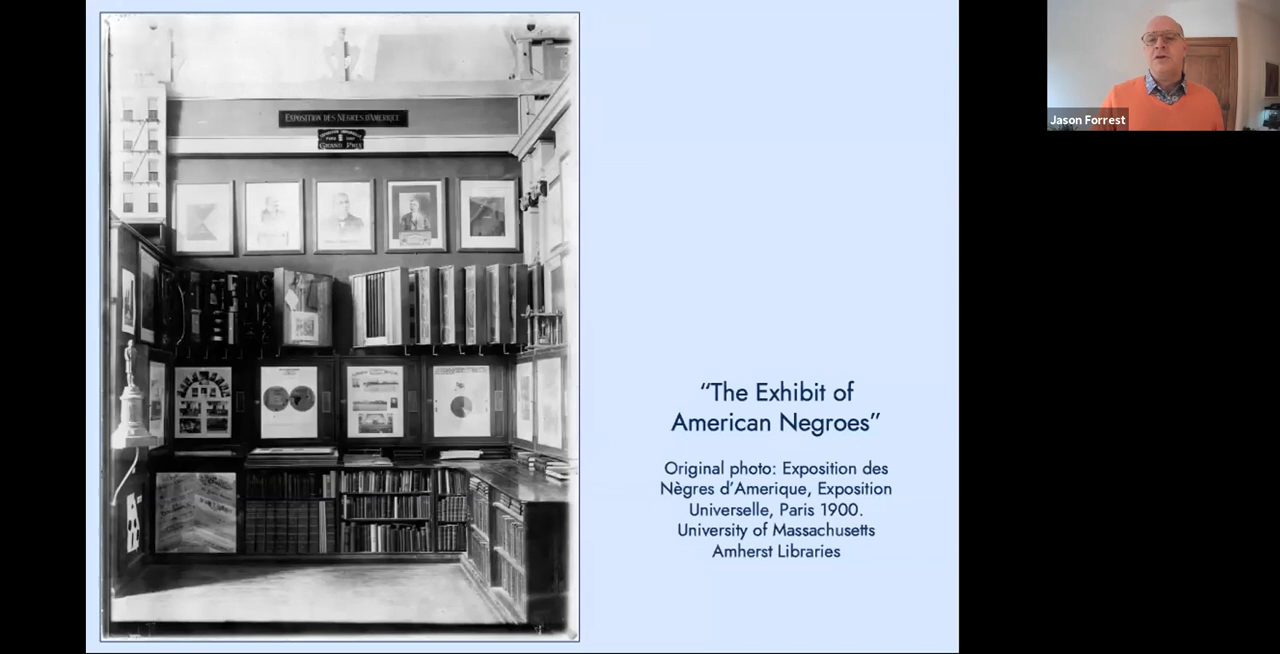 EXPOSITION DES NÈGRES D'AMERIQUE
GRAND PRIX
“The Exhibit of
American Negroes”
Original photo: Exposition des
Nègres d’Amerique, Exposition
Universelle, Paris 1900.
University of Massachusetts
Amherst Libraries
Jason Forrest